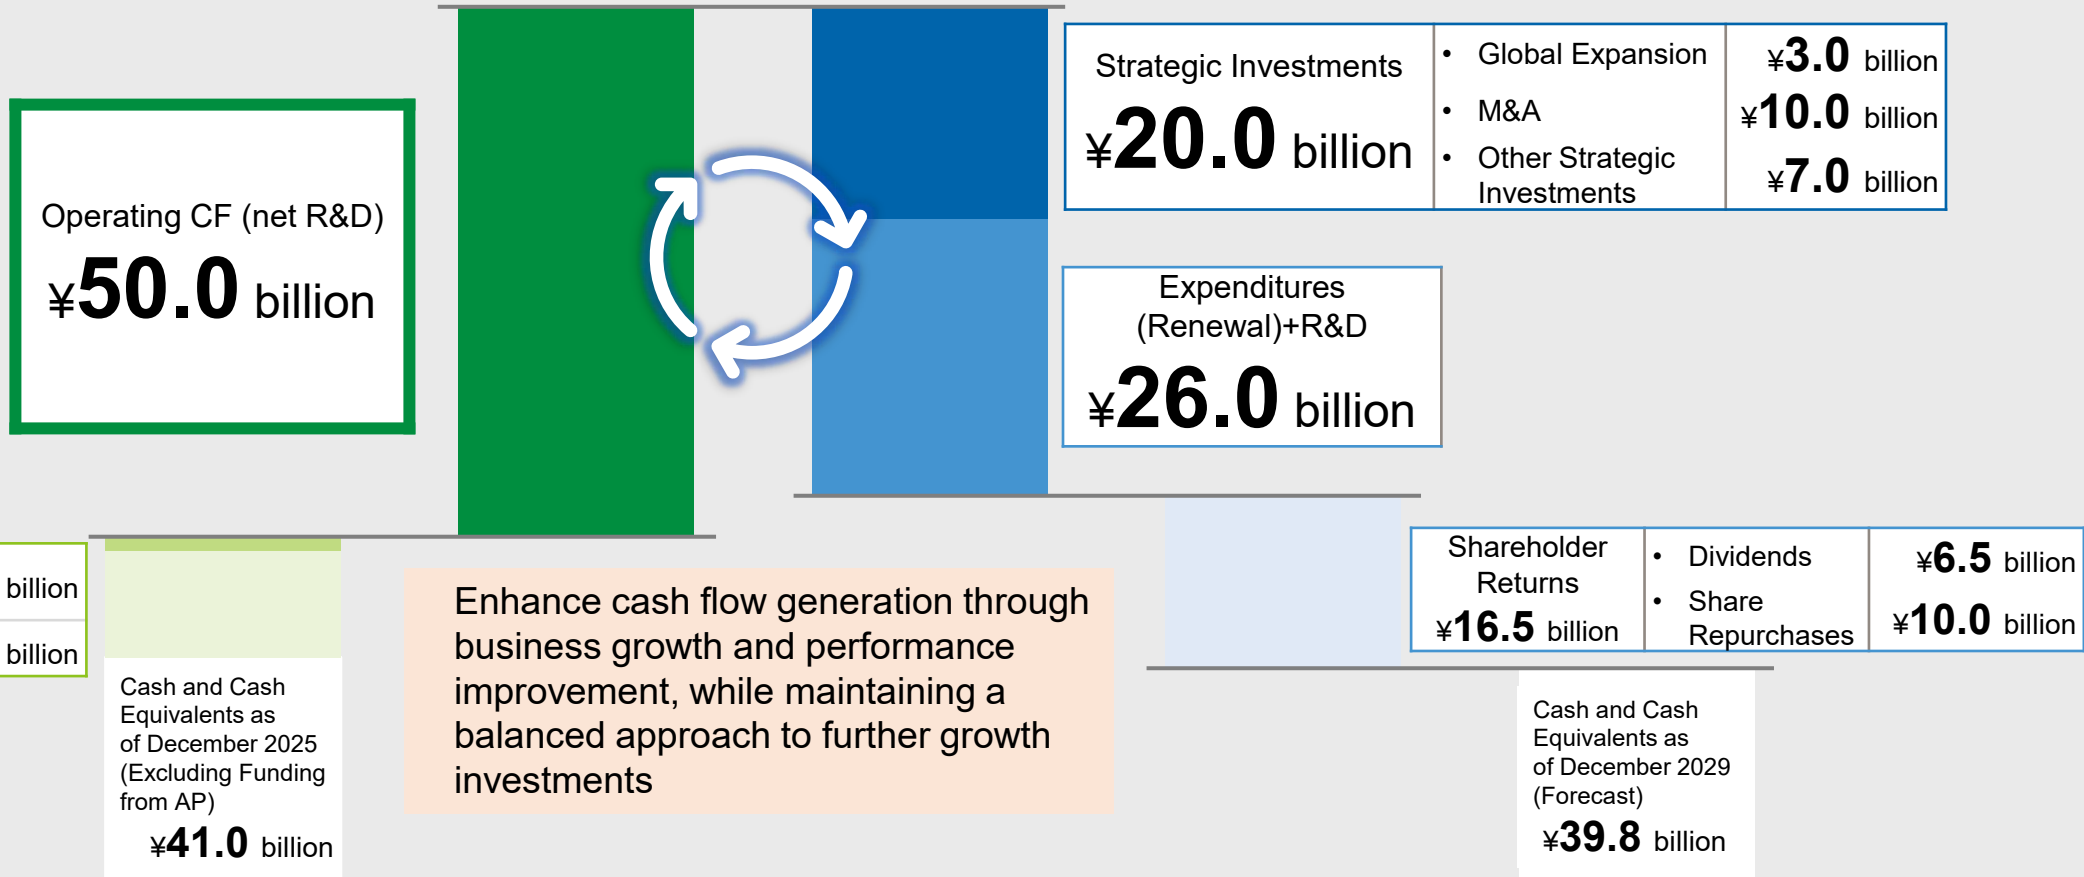 Operating CF (net R&D)
¥50.0 billion
Strategic Investments
¥20.0 billion
• Global Expansion ¥3.0 billion
• M&A ¥10.0 billion
• Other Strategic
Investments ¥7.0 billion
Expenditures
(Renewal)+R&D
¥26.0 billion
billion
billion
Cash and Cash
Equivalents as
of December 2025
(Excluding Funding
from AP)
¥41.0 billion
Enhance cash flow generation through
business growth and performance
improvement, while maintaining a
balanced approach to further growth
investments
Shareholder
Returns
¥16.5 billion
• Dividends ¥6.5 billion
• Share
Repurchases ¥10.0 billion
Cash and Cash
Equivalents as
of December 2029
(Forecast)
¥39.8 billion